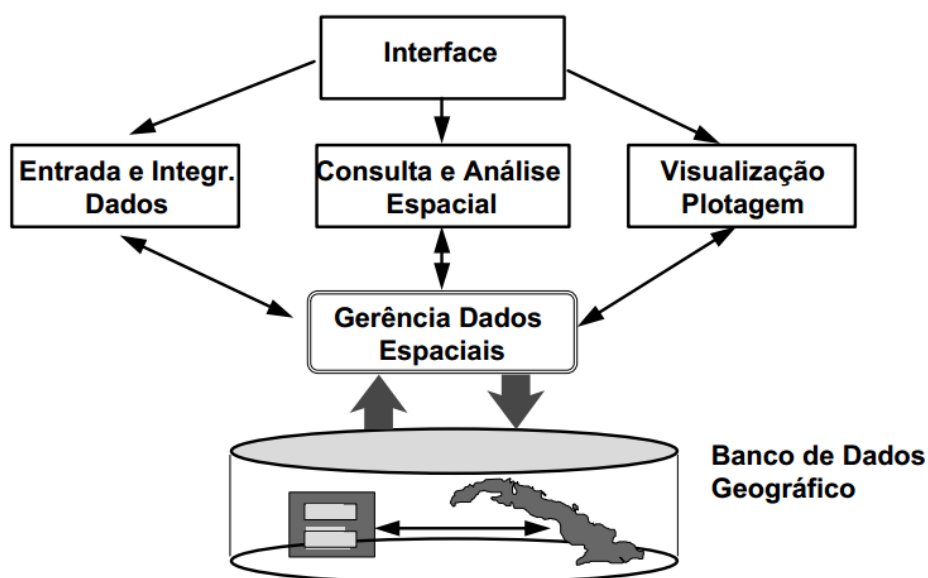 Interface
Entrada e Integr.
Dados
Consulta e Análise
Espacial
Visualização
Plotagem
Gerência Dados
Espaciais
Banco de Dados
Geográfico